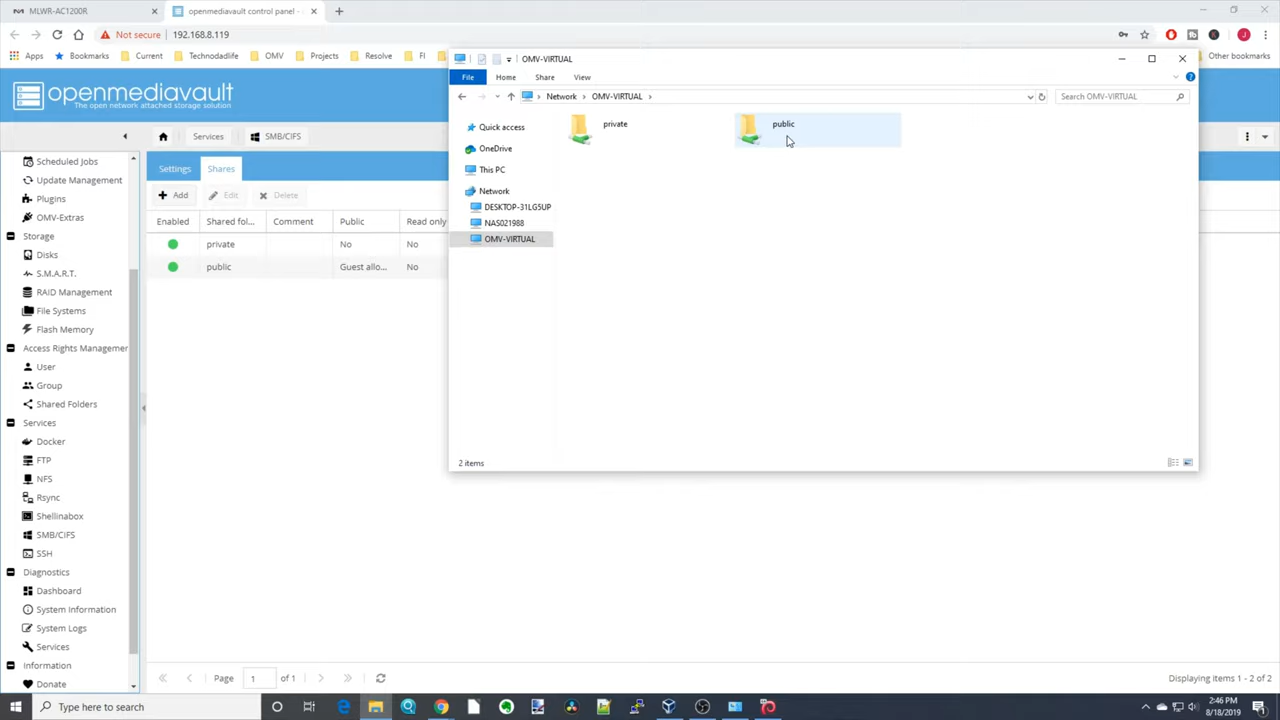 MLWR-AC1200R
openmediavault control panel -
Not secure
192.168.8.119
J
Apps
Bookmarks
Current
Technodadlife
OMV
Projects
Resolve
FI
Other bookmarks
openmediavault
The open network attached storage solution
Services
SMB/CIFS
Settings
Shares
Add
Edit
Delete
Enabled
Shared fol...
Comment
Public
Read only
private
No
No
public
Guest allo...
No
Scheduled Jobs
Update Management
Plugins
OMV-Extras
Storage
Disks
S.M.A.R.T.
RAID Management
File Systems
Flash Memory
Access Rights Managemen
User
Group
Shared Folders
Services
Docker
FTP
NFS
Rsync
Shellinabox
SMB/CIFS
SSH
Diagnostics
Dashboard
System Information
System Logs
Services
Information
Donate
OMV-VIRTUAL
File
Home
Share
View
Network
OMV-VIRTUAL
Search OMV-VIRTUAL
Quick access
OneDrive
This PC
Network
DESKTOP-31LG5UP
NAS021988
OMV-VIRTUAL
private
public
2 items
Page
1
of 1
Displaying items 1 - 2 of 2
Type here to search
2:46 PM
8/18/2019